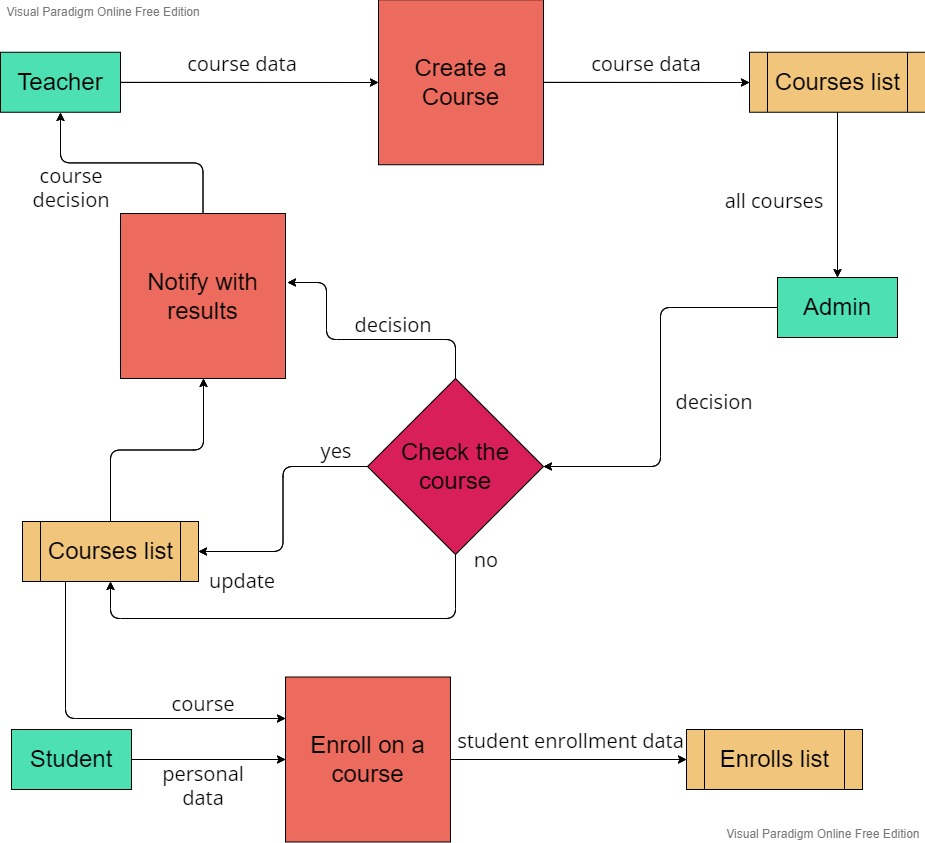 Visual Paradigm Online Free Edition
Teacher
course data
Create a
Course
course data
Courses list
course
decision
all courses
Notify with
results
decision
Admin
decision
yes
Check the
course
Courses list
update
no
course
Student
personal
data
Enroll on a
course
student enrollment data
Enrolls list
Visual Paradigm Online Free Edition